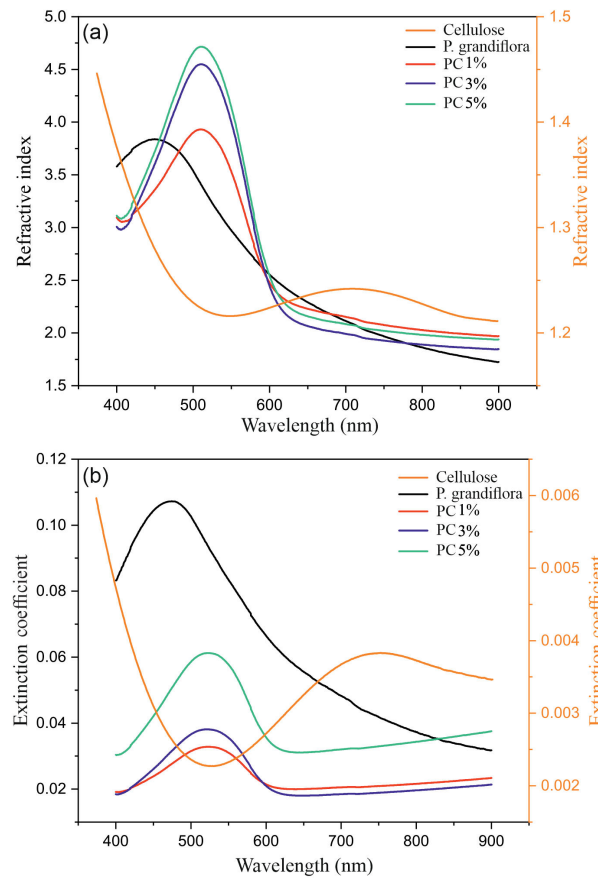 (a)
Cellulose
P. grandiflora
PC 1%
PC 3%
PC 5%
5.0
4.5
4.0
3.5
3.0
2.5
2.0
1.5
Refractive index
1.5
1.4
1.3
1.2
Refractive index
400 500 600 700 800 900
Wavelength (nm)
(b)
Cellulose
P. grandiflora
PC 1%
PC 3%
PC 5%
0.12
0.10
0.08
0.06
0.04
0.02
Extinction coefficient
0.006
0.005
0.004
0.003
0.002
Extinction coefficient
400 500 600 700 800 900
Wavelength (nm)